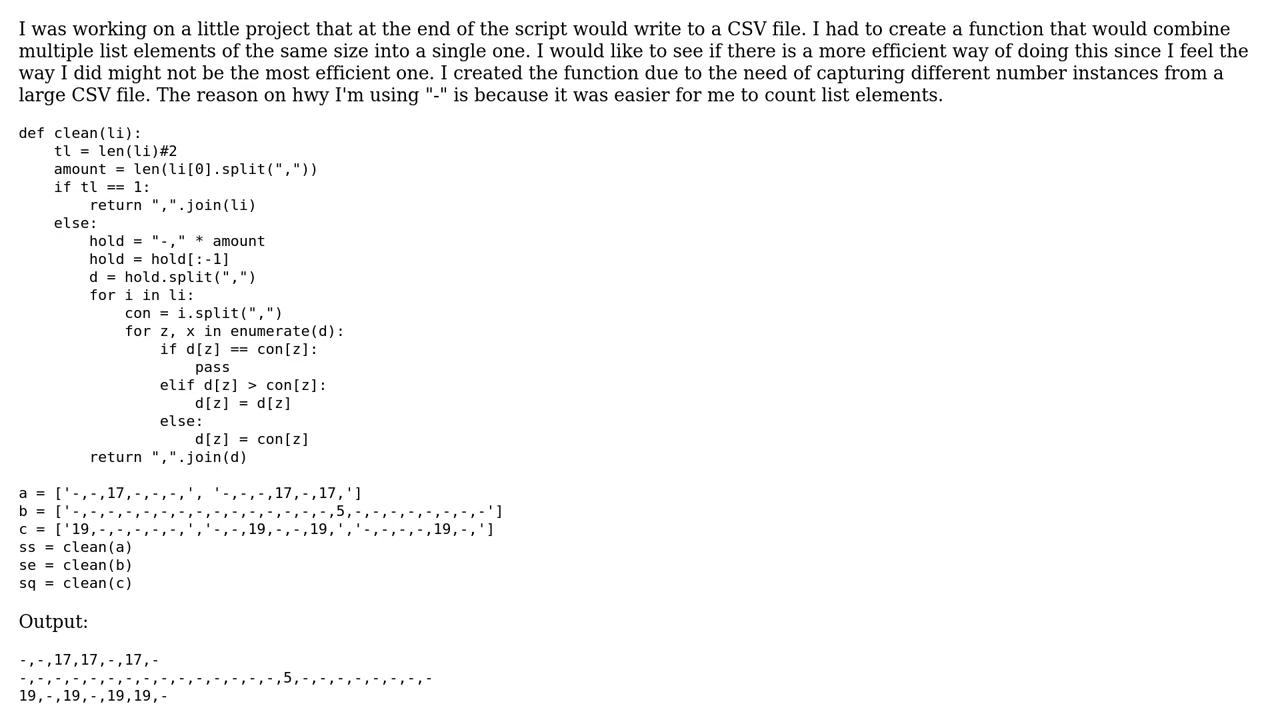 I was working on a little project that at the end of the script would write to a CSV file. I had to create a function that would combine
multiple list elements of the same size into a single one. I would like to see if there is a more efficient way of doing this since I feel the
way I did might not be the most efficient one. I created the function due to the need of capturing different number instances from a
large CSV file. The reason on hwy I'm using "-" is because it was easier for me to count list elements.
def clean(li):
    tl = len(li)#2
    amount = len(li[0].split(","))
    if tl == 1:
        return ",".join(li)
    else:
        hold = "-," * amount
        hold = hold[:-1]
        d = hold.split(",")
        for i in li:
            con = i.split(",")
            for z, x in enumerate(d):
                if d[z] == con[z]:
                    pass
                elif d[z] > con[z]:
                    d[z] = d[z]
                else:
                    d[z] = con[z]
        return ",".join(d)
a = ['-,-,17,-,-,-,', '-,-,-,17,-,17,']
b = ['-,-,-,-,-,-,-,-,-,-,-,-,-,-,-,5,-,-,-,-,-,-,-,-']
c = ['19,-,-,-,-,-,','-,-,19,-,-,19,','-,-,-,-,19,-,']
ss = clean(a)
se = clean(b)
sq = clean(c)
Output:
-,-,17,17,-,17,-
-,-,-,-,-,-,-,-,-,-,-,-,-,-,-,5,-,-,-,-,-,-,-,-
19,-,19,-,19,19,-